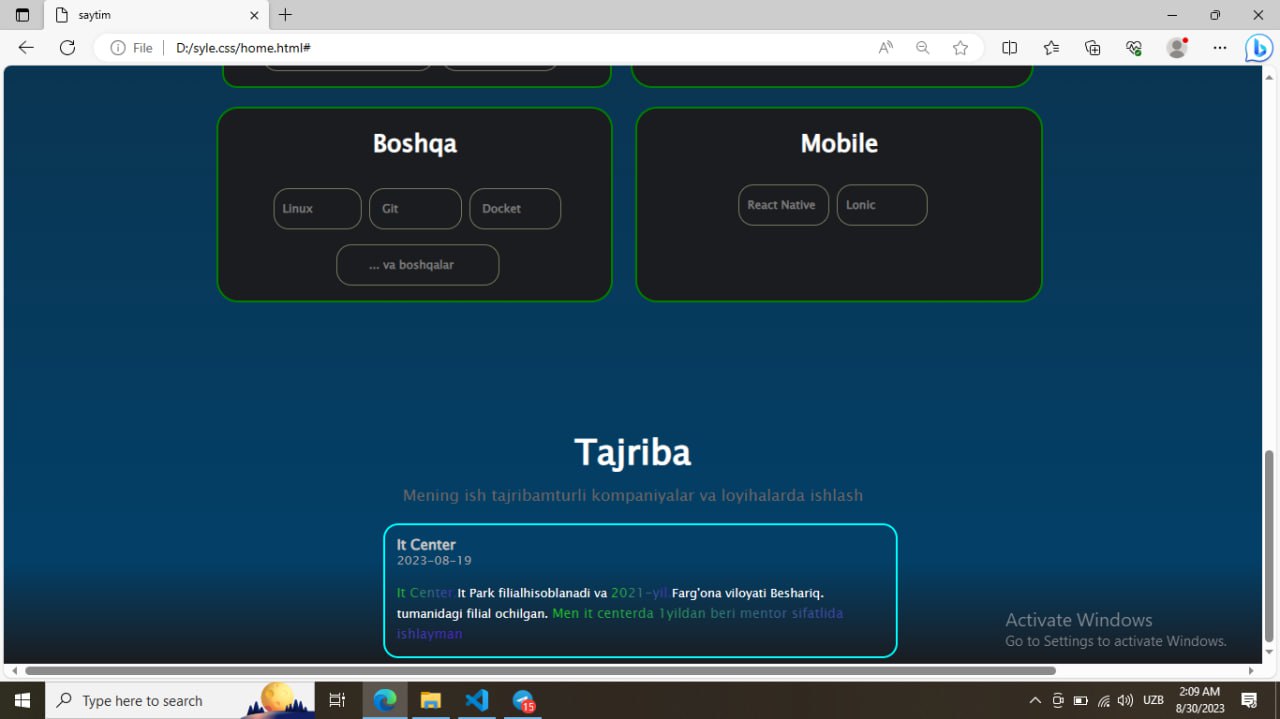 saytim
File
D:/syle.css/home.html#
Boshqa
Linux
Git
Docket
... va boshqalar
Mobile
React Native
Lonic
Tajriba
Mening ish tajribamturli kompaniyalar va loyihalarda ishlash
It Center
2023-08-19
It Center It Park filialhisoblanadi va 2021-yil Farg'ona viloyati Beshariq.
tumanidagi filial ochilgan. Men it centerda 1yildan beri mentor sifatlida
ishlayman
Activate Windows
Go to Settings to activate Windows.
Type here to search
15
UZB
2:09 AM
8/30/2023